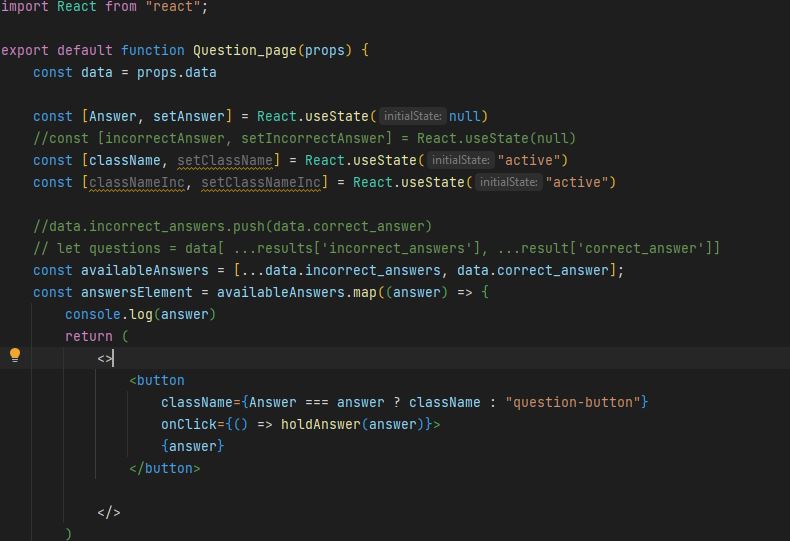 import React from "react";
export default function Question_page(props) {
const data = props.data
const [Answer, setAnswer] = React.useState( initialState: null)
//const [incorrectAnswer, setIncorrectAnswer] = React.useState(null)
const [className, setClassName] = React.useState( initialState: "active")
const [classNameInc, setClassNameInc] = React.useState( initialState: "active")
//data.incorrect_answers.push(data.correct_answer)
// let questions = data[ ...results['incorrect_answers'], ...result['correct_answer']]
const availableAnswers = [...data.incorrect_answers, data.correct_answer];
const answersElement = availableAnswers.map((answer) => {
console.log(answer)
return (
<>
<button
className={Answer === answer ? className : "question-button"}
onClick={() => holdAnswer(answer)}>
{answer}
</button>
</>
)